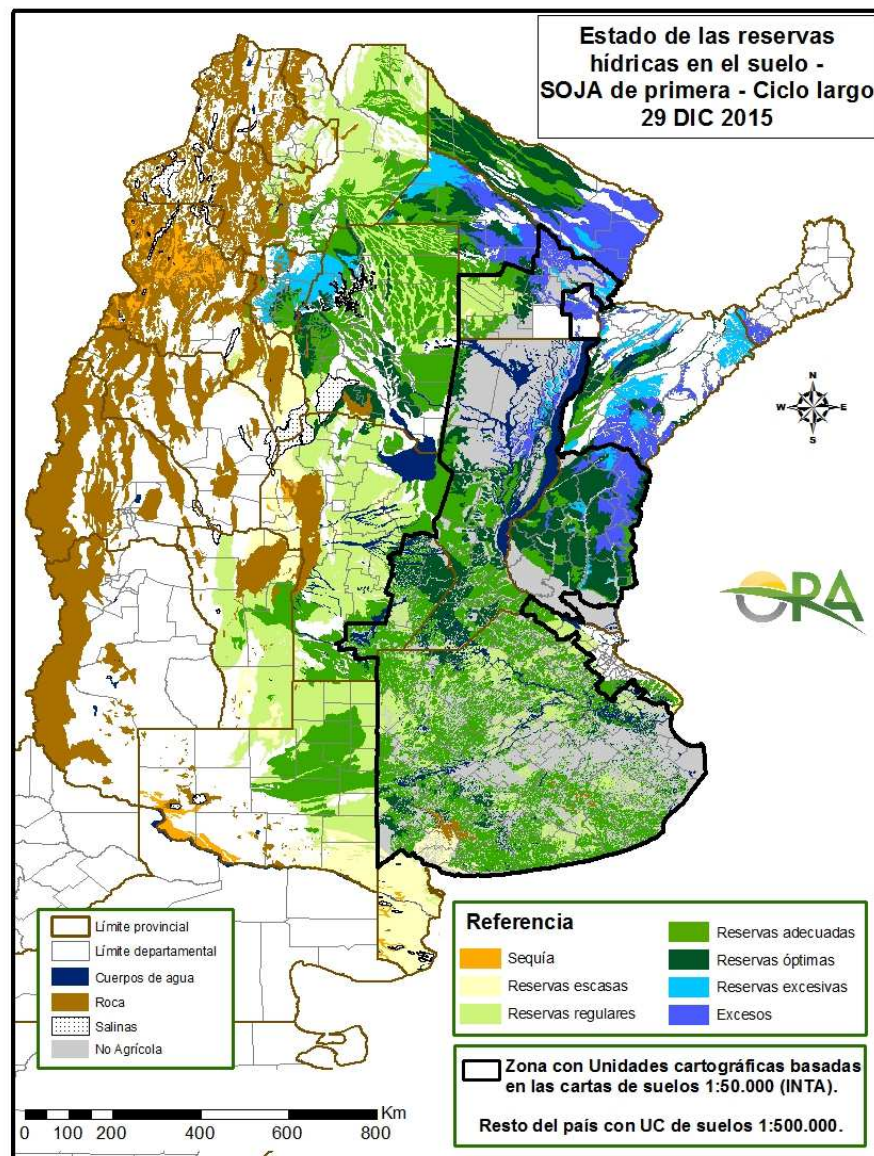 Estado de las reservas
hídricas en el suelo -
SOJA de primera - Ciclo largo
29 DIC 2015
N
W E
S
ORA
Límite provincial
Límite departamental
Cuerpos de agua
Roca
Salinas
No Agrícola
Referencia
Sequía
Reservas escasas
Reservas regulares
Reservas adecuadas
Reservas óptimas
Reservas excesivas
Excesos
Zona con Unidades cartográficas basadas
en las cartas de suelos 1:50.000 (INTA).
Resto del país con UC de suelos 1:500.000.
Km
0 100 200 400 600 800